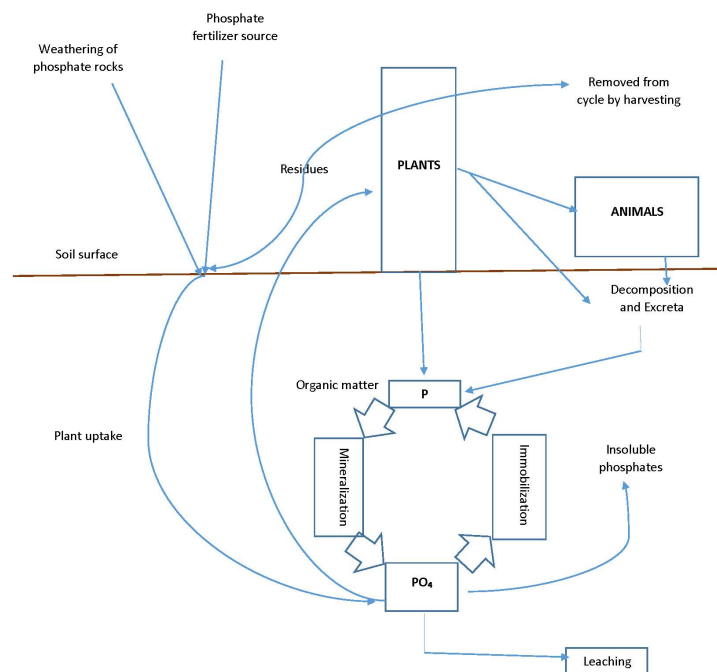 Phosphate
fertilizer source
Weathering of
phosphate rocks
Removed from
cycle by harvesting
Residues
PLANTS
ANIMALS
Soil surface
Decomposition
and Excreta
Organic matter
P
Plant uptake
Mineralization
Immobilization
Insoluble
phosphates
PO₄
Leaching